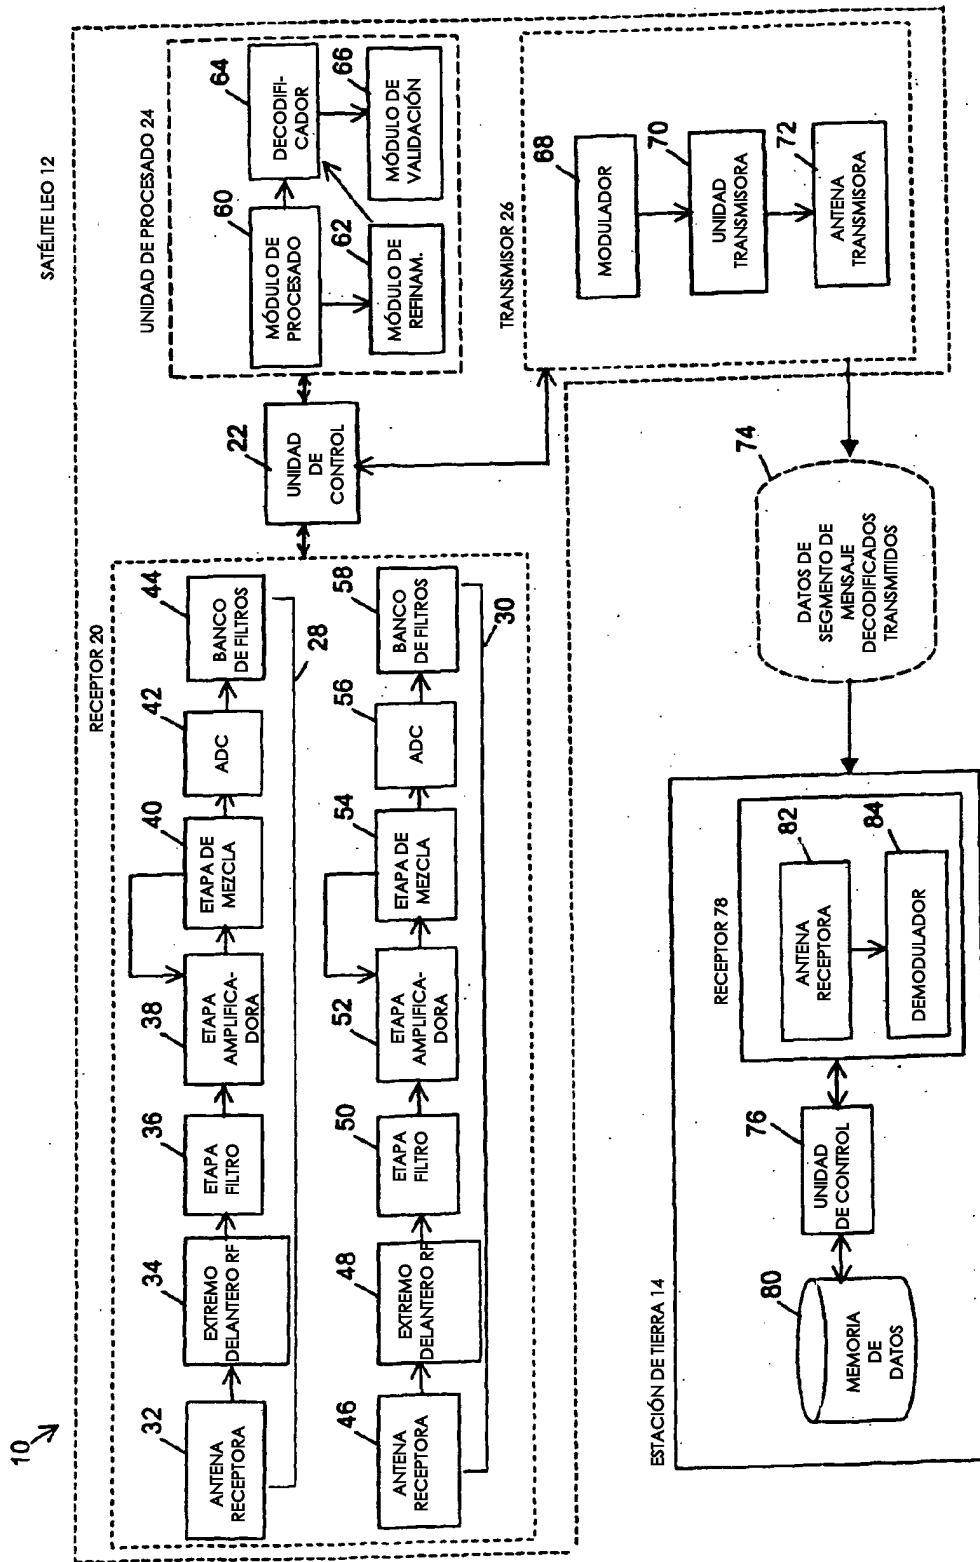 10
SATÉLITE LEO 12
RECEPTOR 20
32
ANTENA
RECEPTORA
34
EXTREMO
DELANTERO RF
36
ETAPA
FILTRO
38
ETAPA
AMPLIFICA-
DORA
40
ETAPA DE
MEZCLA
42
ADC
44
BANCO
DE FILTROS
28
46
ANTENA
RECEPTORA
48
EXTREMO
DELANTERO RF
50
ETAPA
FILTRO
52
ETAPA
AMPLIFICA-
DORA
54
ETAPA DE
MEZCLA
56
ADC
58
BANCO
DE FILTROS
30
22
UNIDAD
DE
CONTROL
UNIDAD DE PROCESADO 24
60
MÓDULO DE
PROCESADO
64
DECODIFI-
CADOR
62
MÓDULO DE
REFINAM.
66
MÓDULO DE
VALIDACIÓN
TRANSMISOR 26
68
MODULADOR
70
UNIDAD
TRANSMISORA
72
ANTENA
TRANSMISORA
74
DATOS DE
SEGMENTO DE
MENSAJE
DECODIFICADOS
TRANSMITIDOS
ESTACIÓN DE TIERRA 14
80
MEMORIA
DE
DATOS
76
UNIDAD
DE CONTROL
RECEPTOR 78
82
ANTENA
RECEPTORA
84
DEMODULADOR